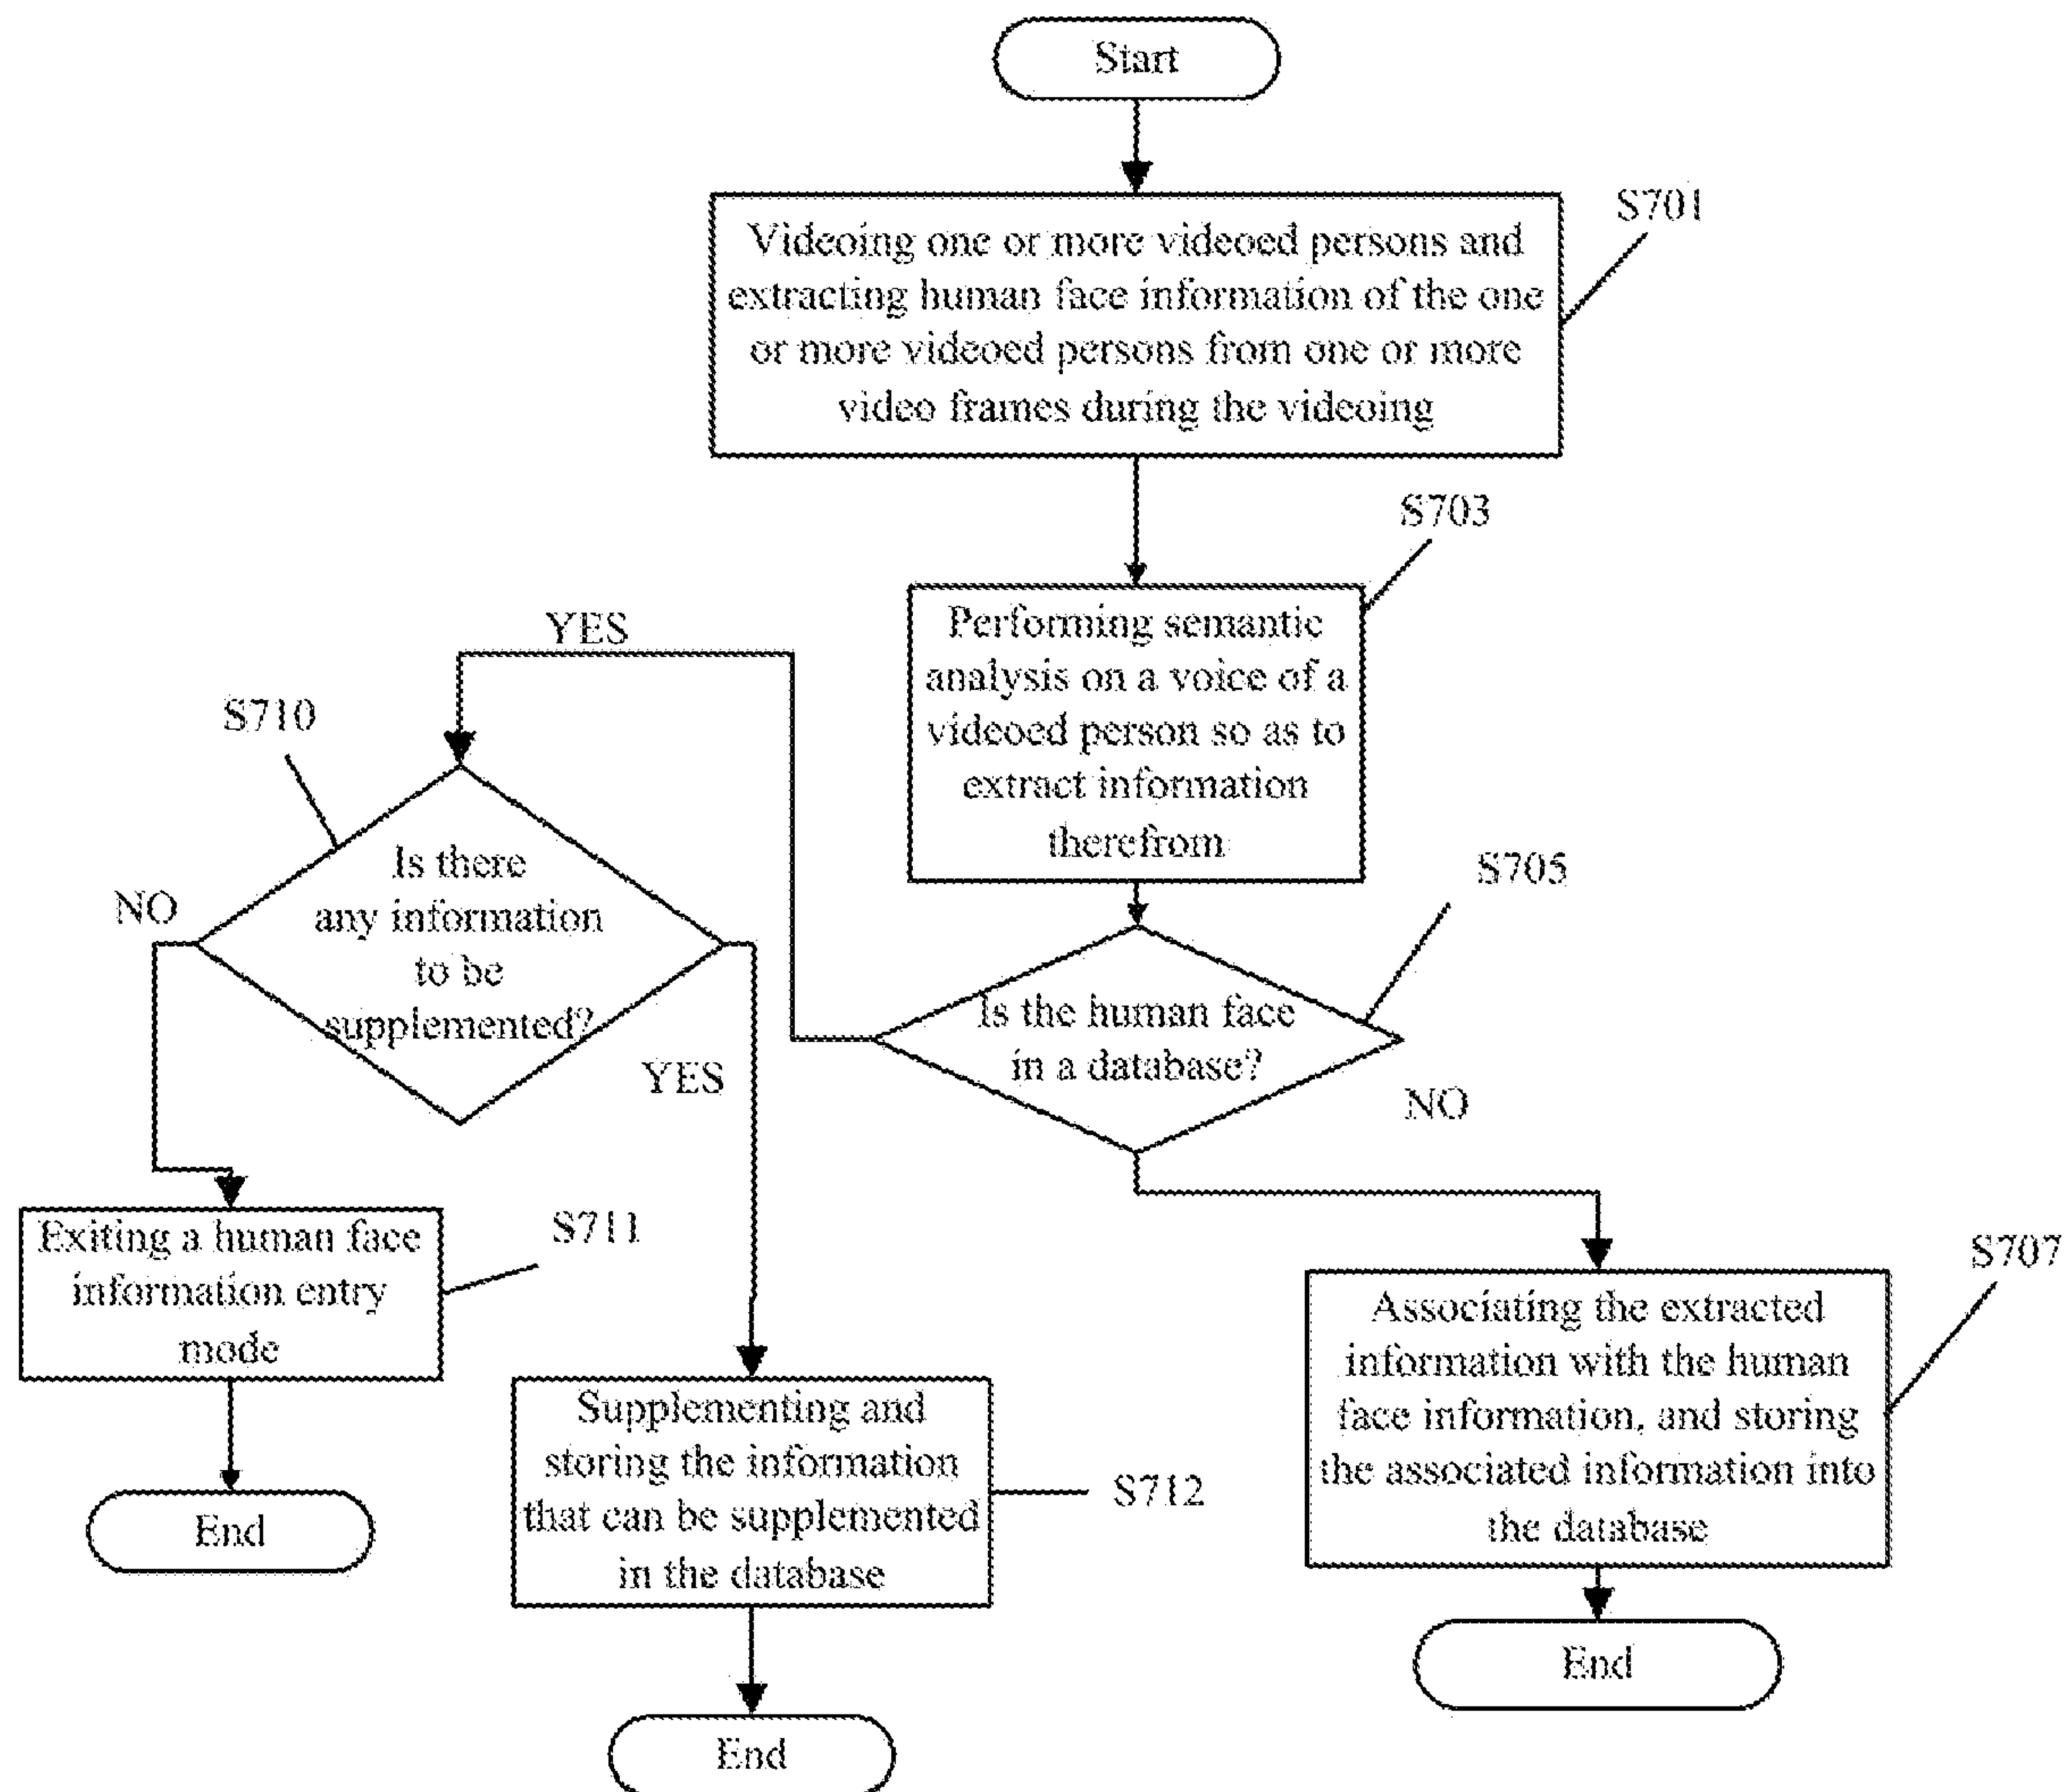 Start
S701
Videoing one or more videoed persons and
extracting human face information of the one
or more videoed persons from one or more
video frames during the videoing
S703
Performing semantic
analysis on a voice of a
videoed person so as to
extract information
therefrom
YES
S710
Is there
any information
to be
supplemented?
NO
YES
S705
Is the human face
in a database?
NO
Exiting a human face
information entry
mode
S711
End
Supplementing and
storing the information
that can be supplemented
in the database
S712
End
S707
Associating the extracted
information with the human
face information, and storing
the associated information into
the database
End